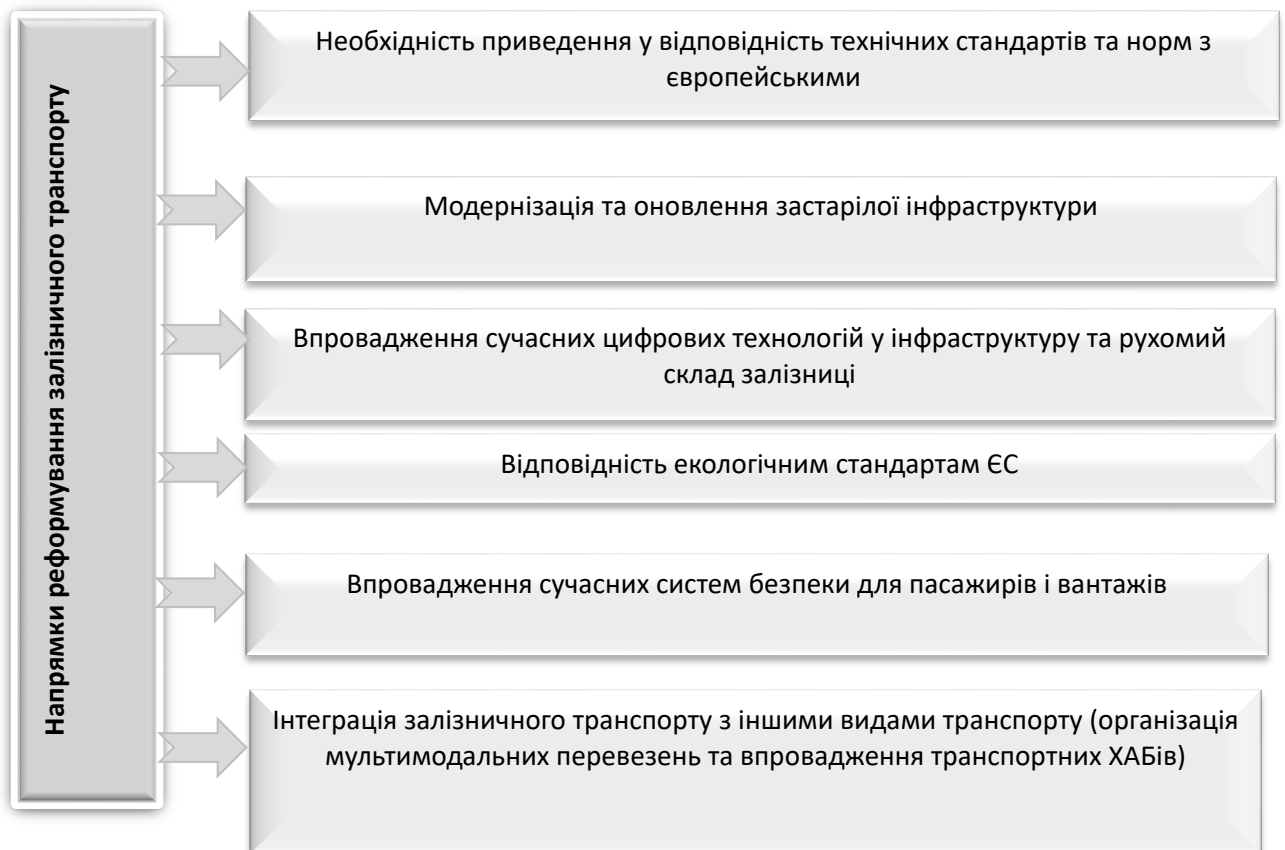 Напрямки реформування залізничного транспорту
Необхідність приведення у відповідність технічних стандартів та норм з
європейськими
Модернізація та оновлення застарілої інфраструктури
Впровадження сучасних цифрових технологій у інфраструктуру та рухомий
склад залізниці
Відповідність екологічним стандартам ЄС
Впровадження сучасних систем безпеки для пасажирів і вантажів
Інтеграція залізничного транспорту з іншими видами транспорту (організація
мультимодальних перевезень та впровадження транспортних ХАБів)